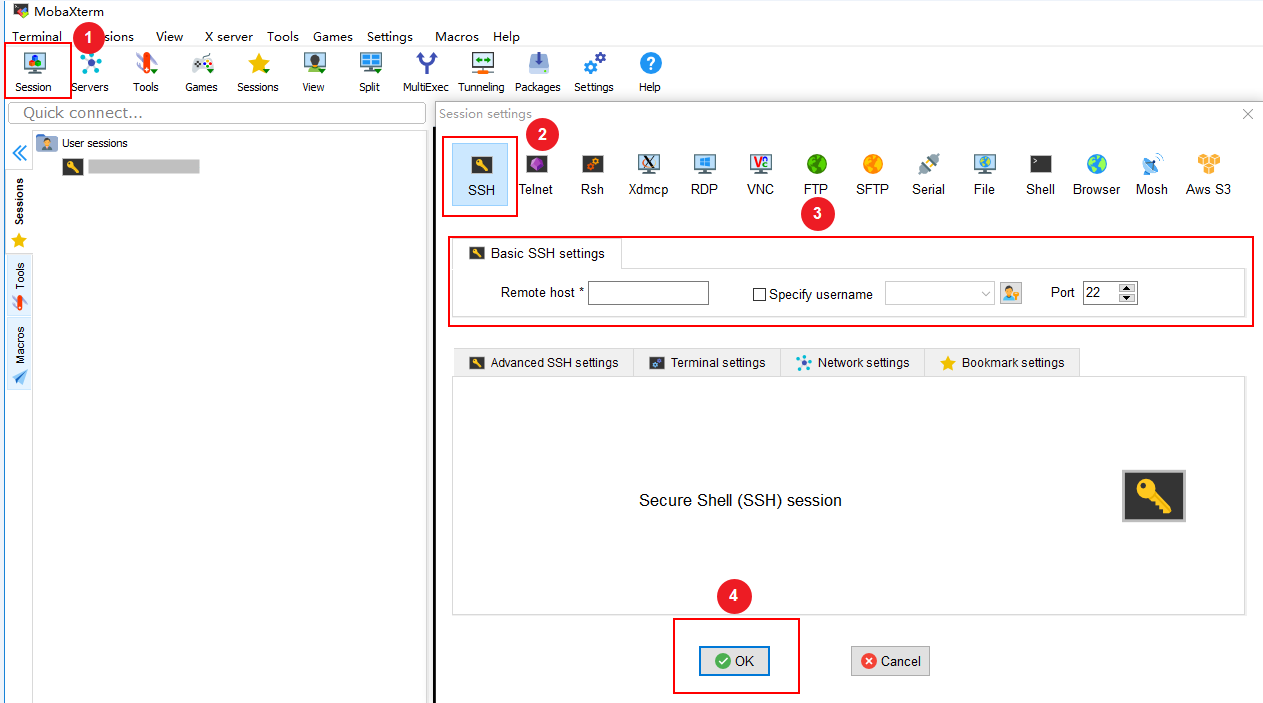 MobaXterm
Terminal Sessions View X server Tools Games Settings Macros Help
1
Session Servers Tools Games Sessions View Split MultiExec Tunneling Packages Settings Help
Quick connect...
User sessions
Sessions
Tools
Macros
Session settings
2
SSH Telnet Rsh Xdmcp RDP VNC FTP SFTP Serial File Shell Browser Mosh Aws S3
3
Basic SSH settings
Remote host * Specify username Port 22
Advanced SSH settings Terminal settings Network settings Bookmark settings
Secure Shell (SSH) session
4
OK Cancel